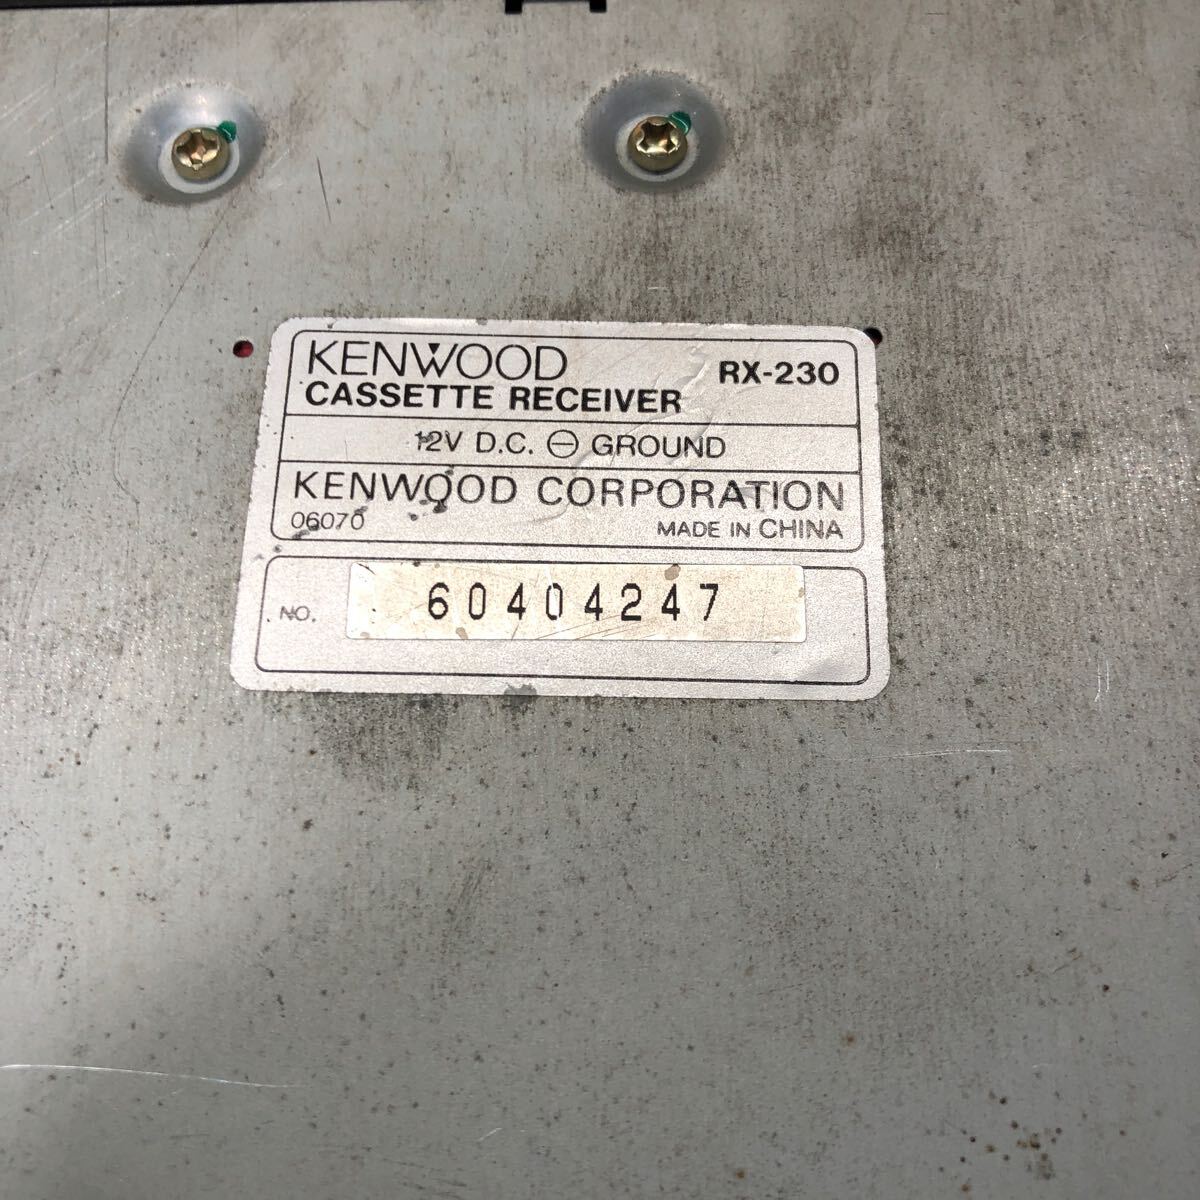 KENWOOD RX-230
CASSETTE RECEIVER
12V D.C. ⊖ GROUND
KENWOOD CORPORATION
06070 MADE IN CHINA
NO. 60404247